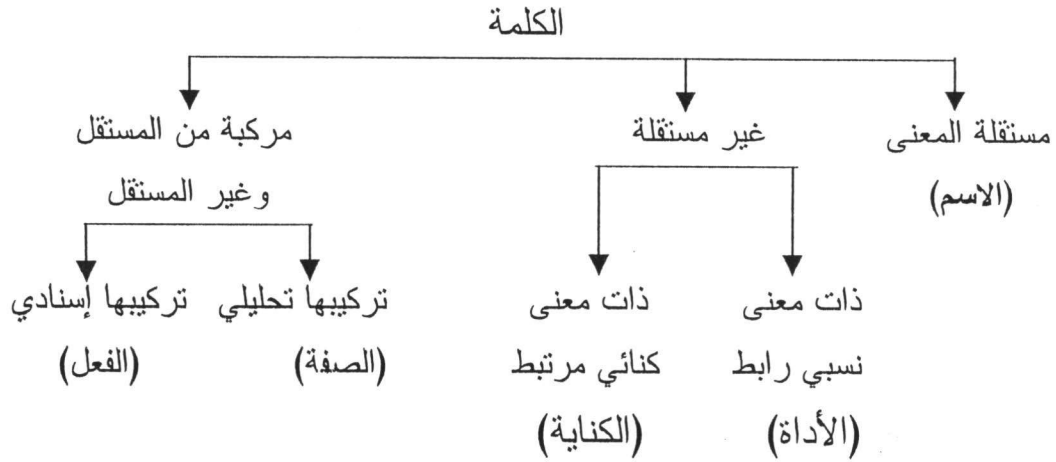 الكلمة
مستقلة المعنى
(الاسم)
غير مستقلة
ذات معنى
نسبي رابط
(الأداة)
ذات معنى
كنائي مرتبط
(الكناية)
مركبة من المستقل
وغير المستقل
تركيبها تحليلي
(الصفة)
تركيبها إسنادي
(الفعل)